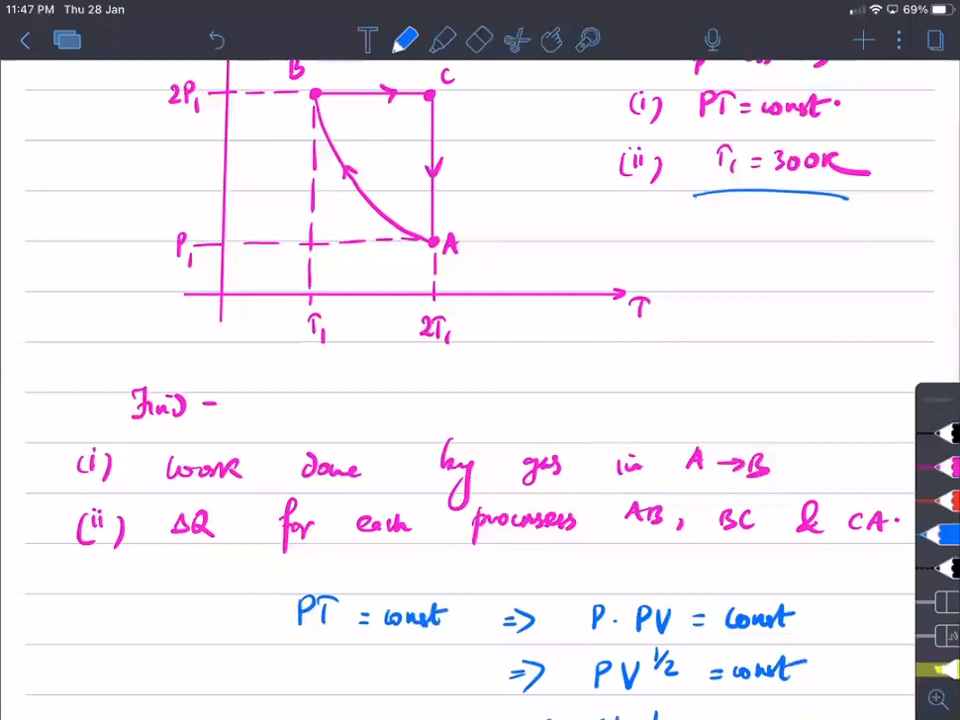 11:47 PM Thu 28 Jan
69%
T
B
C
2P₁
(i) PT = const.
(ii) T₁ = 300K
P₁
A
T
T₁ 2T₁
Find -
(i) work done by gas in A → B
(ii) ΔQ for each processes AB, BC & CA.
PT = const ⇒ P. PV = const
⇒ PV^1/2 = const